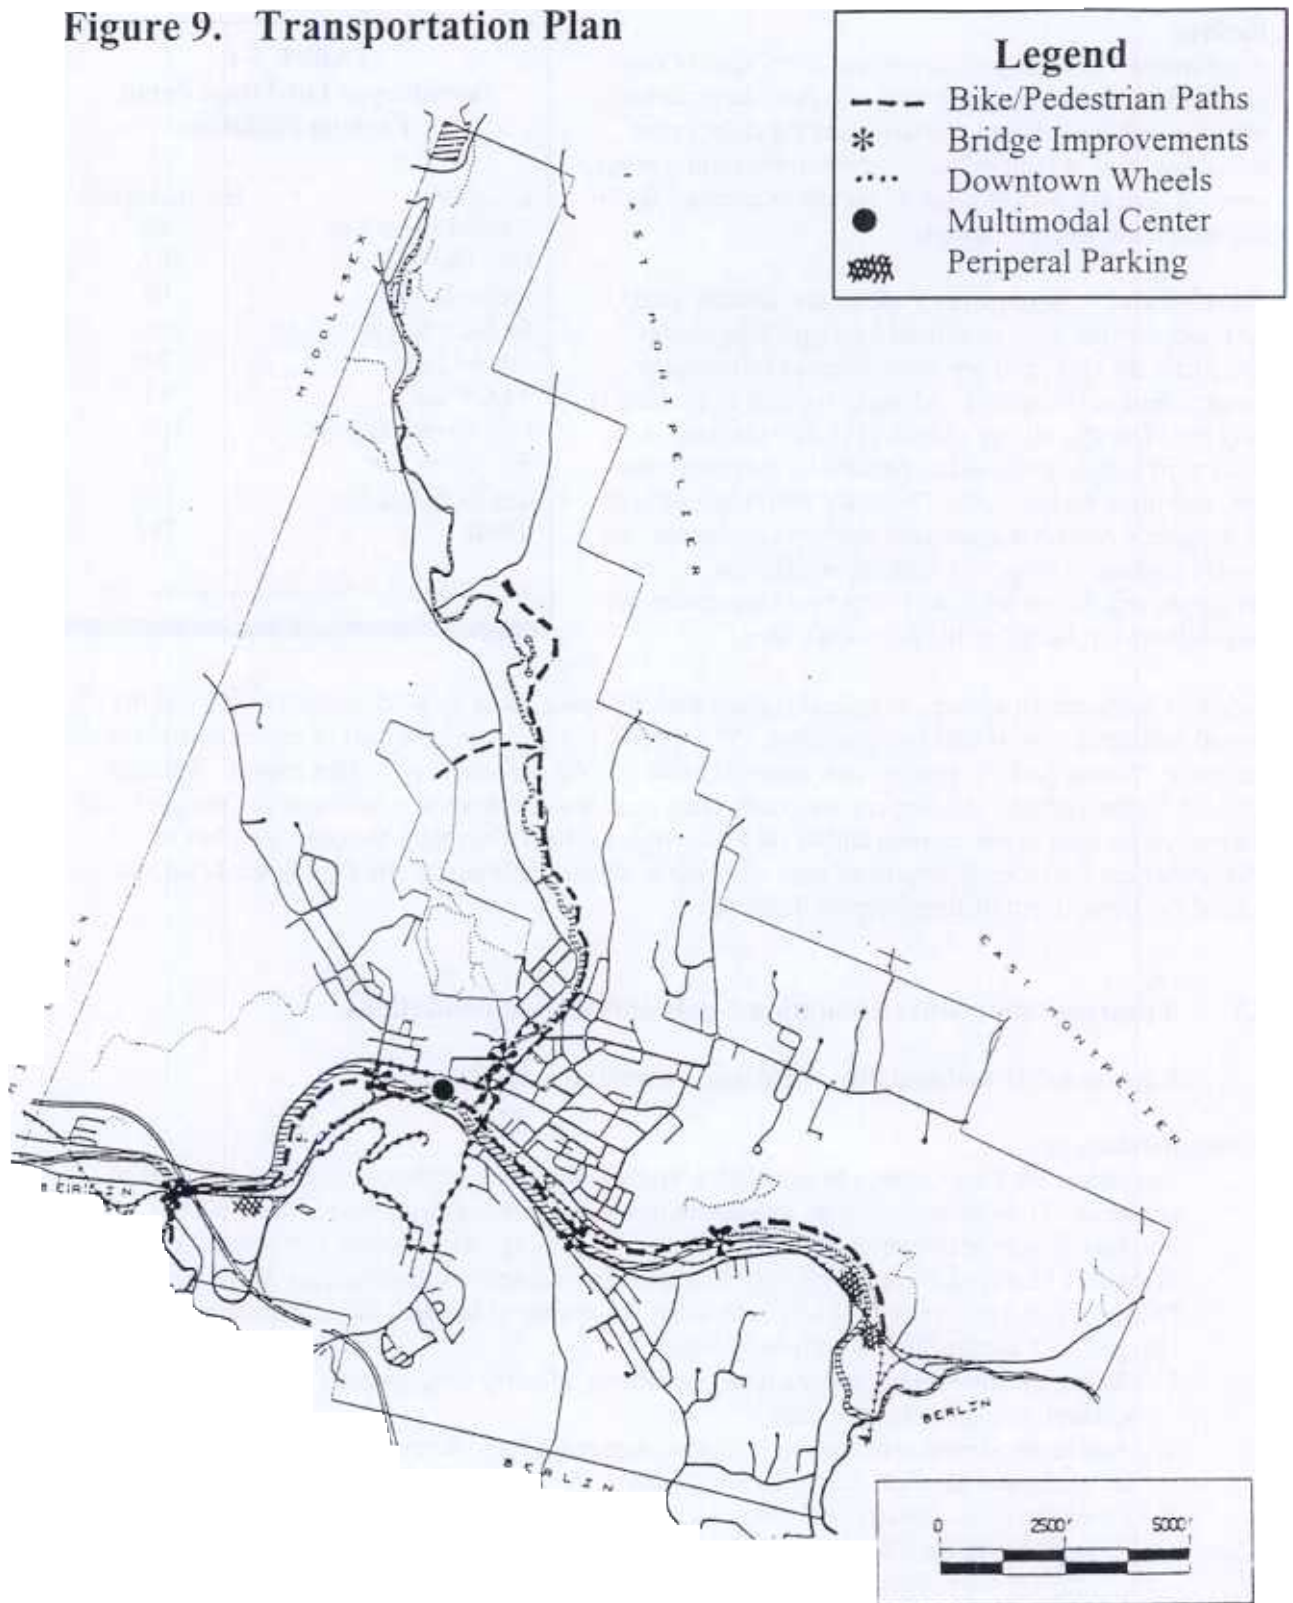 Figure 9. Transportation Plan
Legend
Bike/Pedestrian Paths
Bridge Improvements
Downtown Wheels
Multimodal Center
Periperal Parking
MIDDLESEX
EAST MONTPELIER
EAST MONTPELIER
BERLIN
BERLIN
BERLIN
0 2500' 5000'